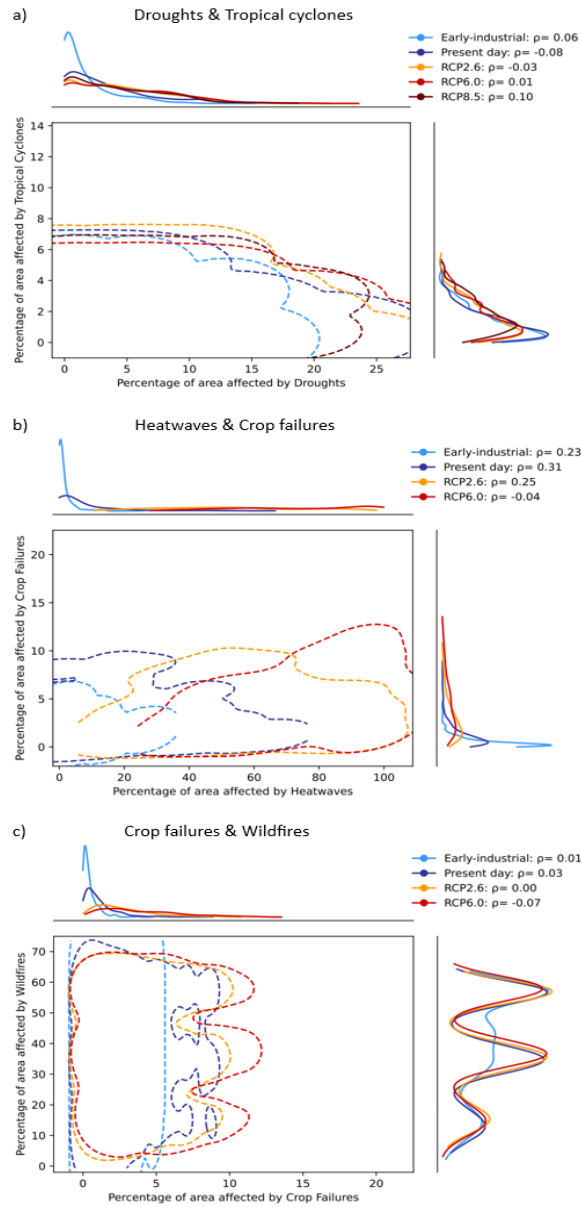 a)
Droughts & Tropical cyclones
Early-industrial: ρ= 0.06
Present day: ρ= -0.08
RCP2.6: ρ= -0.03
RCP6.0: ρ= 0.01
RCP8.5: ρ= 0.10
Percentage of area affected by Tropical Cyclones
14
12
10
8
6
4
2
0
0 5 10 15 20 25
Percentage of area affected by Droughts
b)
Heatwaves & Crop failures
Early-industrial: ρ= 0.23
Present day: ρ= 0.31
RCP2.6: ρ= 0.25
RCP6.0: ρ= -0.04
Percentage of area affected by Crop Failures
20
15
10
5
0
0 20 40 60 80 100
Percentage of area affected by Heatwaves
c)
Crop failures & Wildfires
Early-industrial: ρ= 0.01
Present day: ρ= 0.03
RCP2.6: ρ= 0.00
RCP6.0: ρ= -0.07
Percentage of area affected by Wildfires
70
60
50
40
30
20
10
0
0 5 10 15 20
Percentage of area affected by Crop Failures